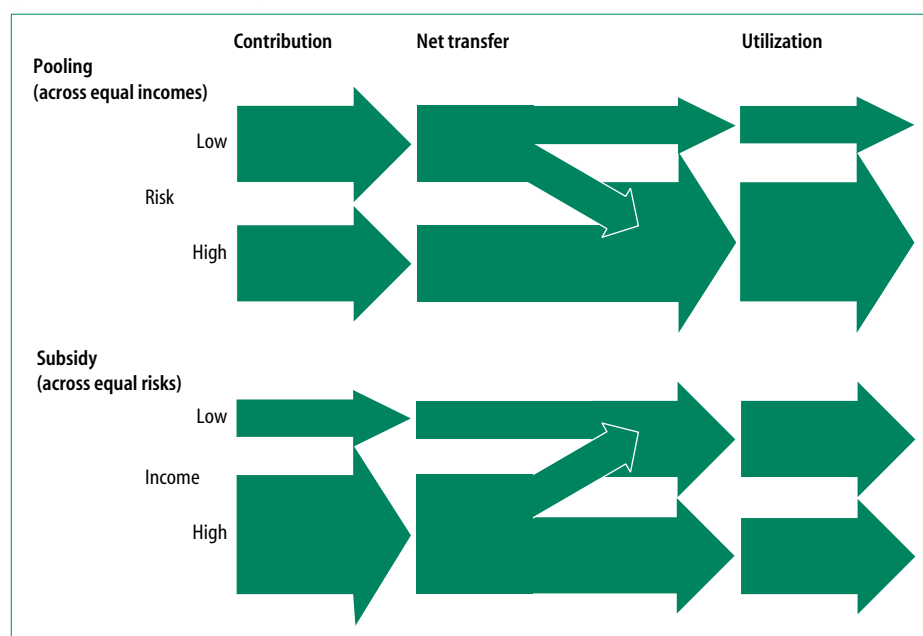 Contribution Net transfer Utilization
Pooling
(across equal incomes)
Low
Risk
High
Subsidy
(across equal risks)
Low
Income
High